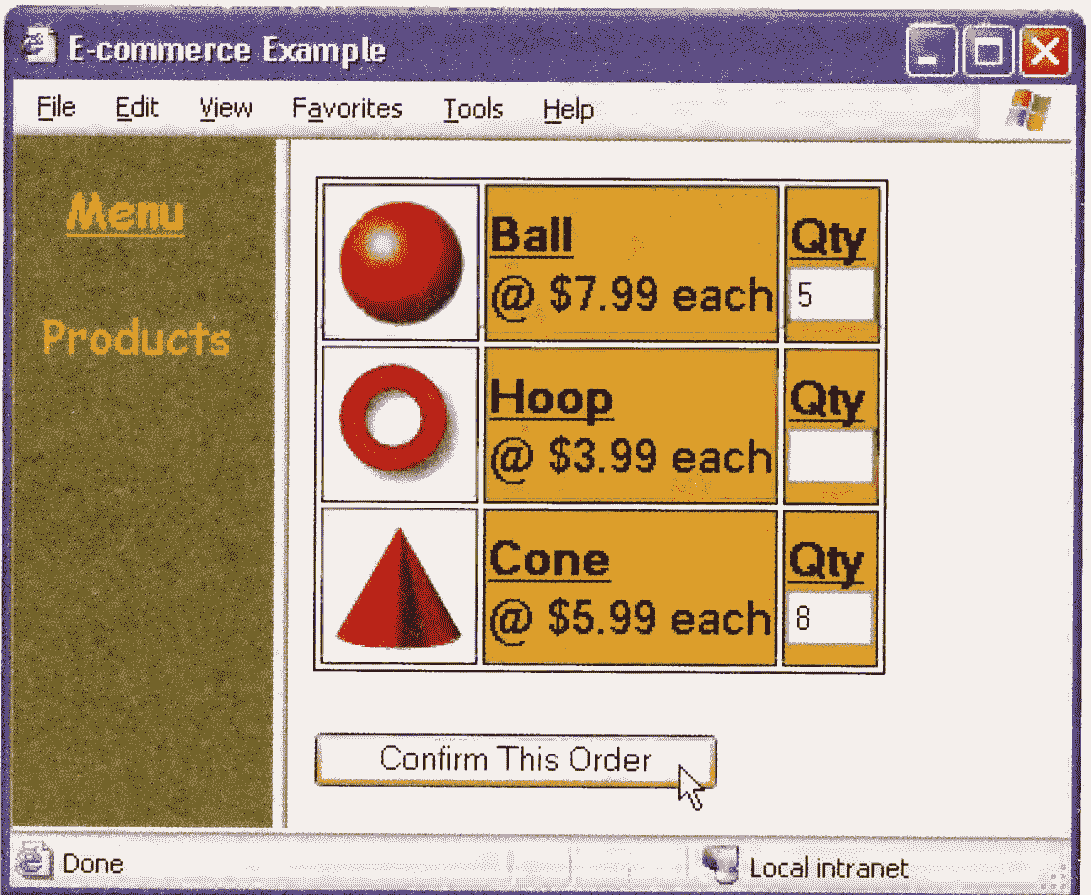 E-commerce Example
File Edit View Favorites Tools Help
Menu
Products
Ball
@ $7.99 each
Qty
5
Hoop
@ $3.99 each
Qty
Cone
@ $5.99 each
Qty
8
Confirm This Order
Done
Local intranet